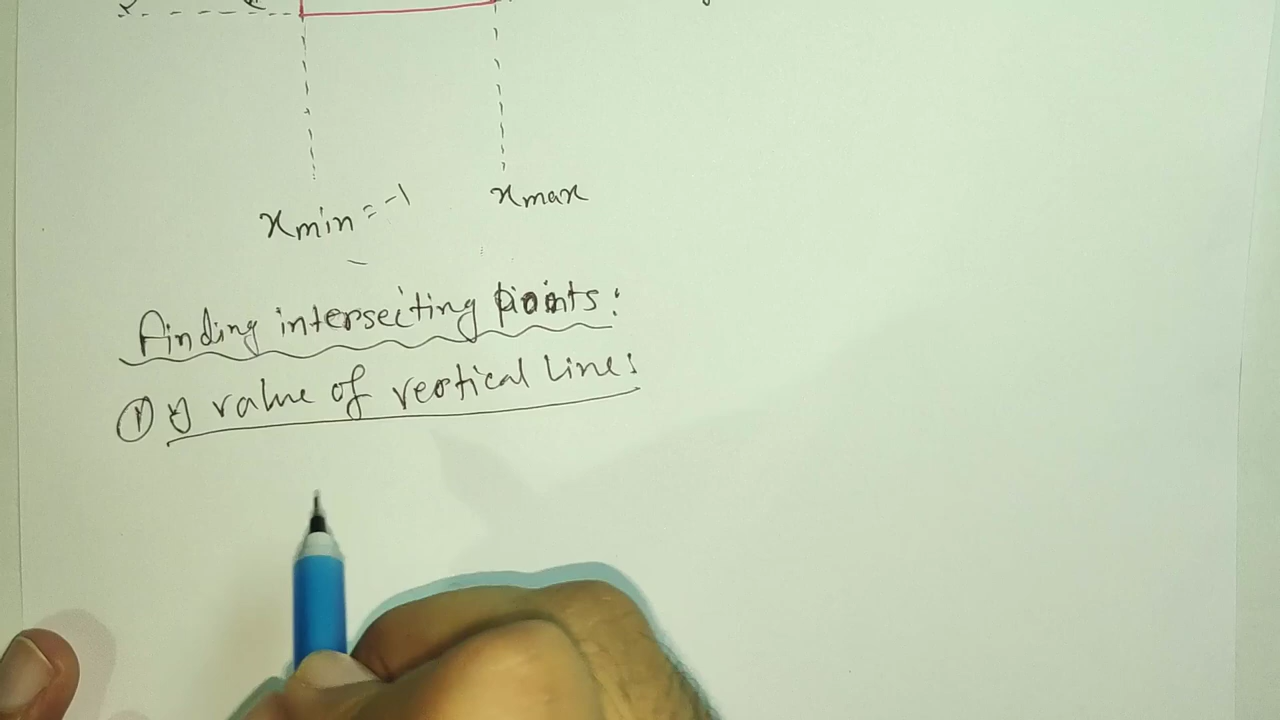 xmin = -1
xmax
Finding intersecting points:
① y value of vertical line: